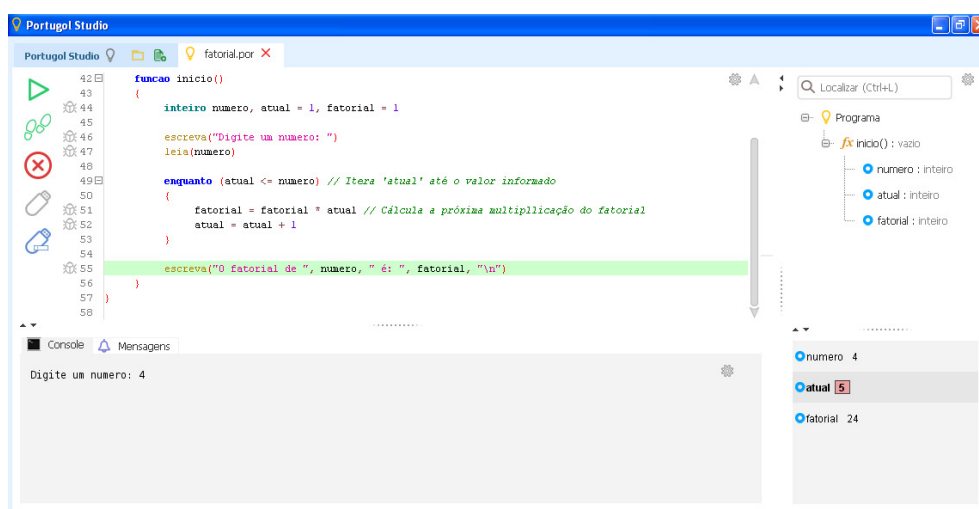 Portugol Studio
Portugol Studio fatorial.por
42 funcao inicio()
43 {
44 inteiro numero, atual = 1, fatorial = 1
45
46 escreva("Digite um numero: ")
47 leia(numero)
48
49 enquanto (atual <= numero) // Itera 'atual' até o valor informado
50 {
51 fatorial = fatorial * atual // Cálcula a próxima multipllicação do fatorial
52 atual = atual + 1
53 }
54
55 escreva("O fatorial de ", numero, " é: ", fatorial, "\n")
56 }
57 }
58
Localizar (Ctrl+L)
Programa
fx inicio() : vazio
numero : inteiro
atual : inteiro
fatorial : inteiro
Console Mensagens
Digite um numero: 4
numero 4
atual 5
fatorial 24